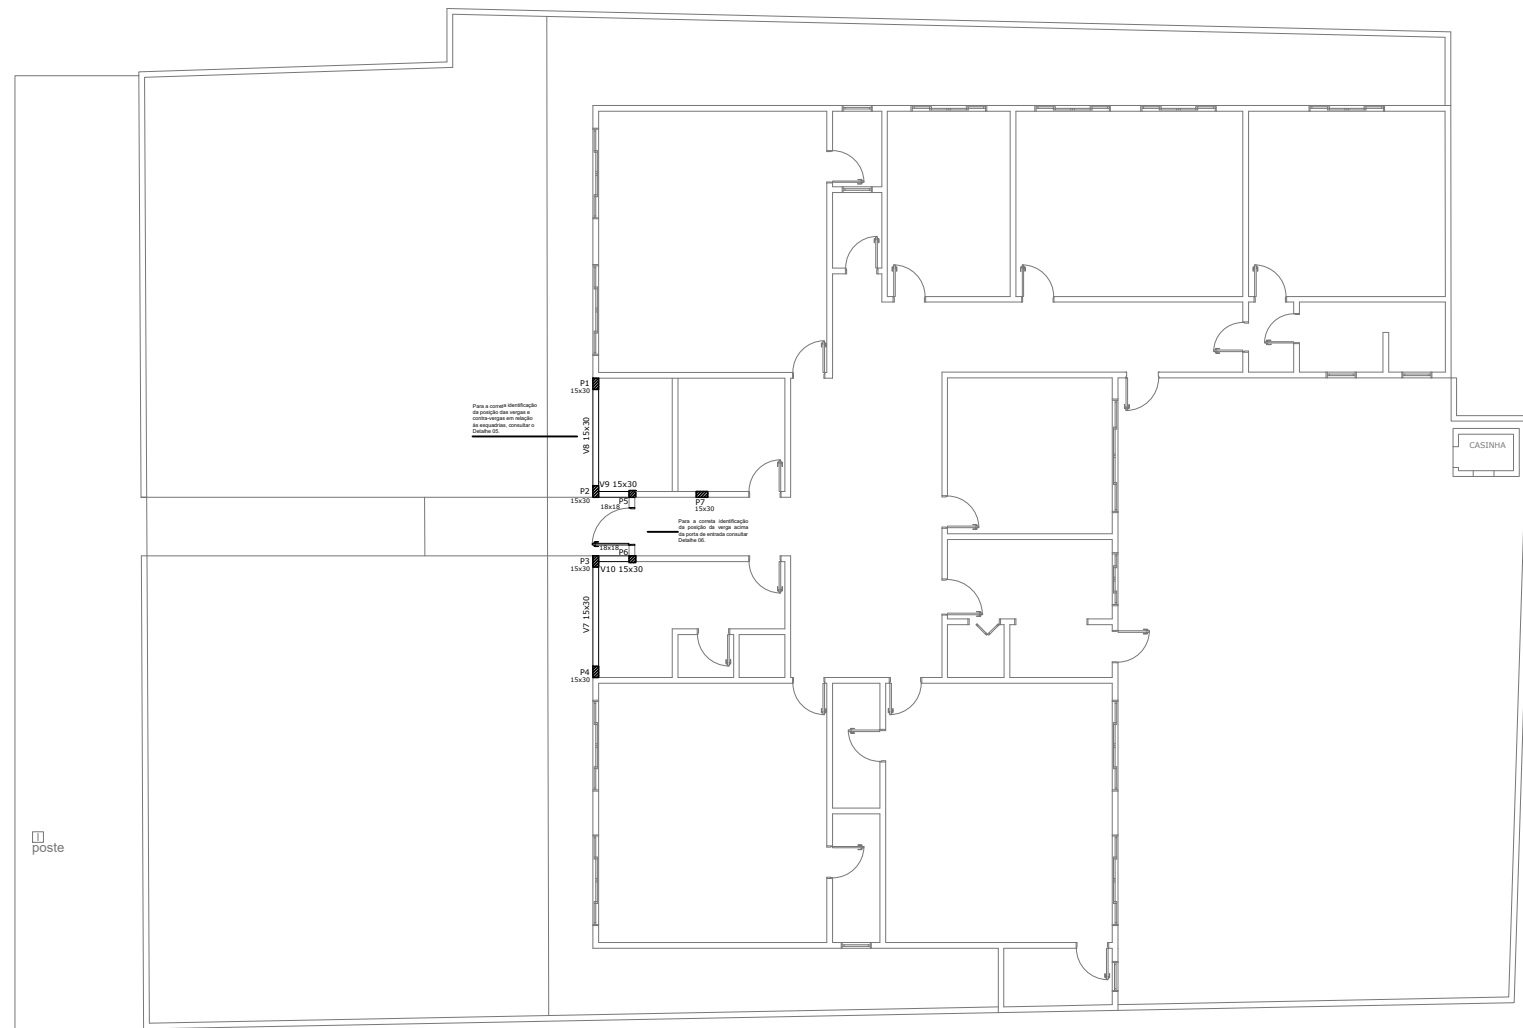 P1
15x30
Para a correta identificação
da posição das vergas e
contra-vergas em relação
às esquadrias, consultar o
Detalhe 05.
V8 15x30
V9 15x30
P2
15x30
P5
18x18
P7
15x30
Para a correta identificação
da posição da verga acima
da porta de entrada consultar
Detalhe 06.
18x18
P6
P3
15x30
V10 15x30
V7 15x30
P4
15x30
CASINHA
poste